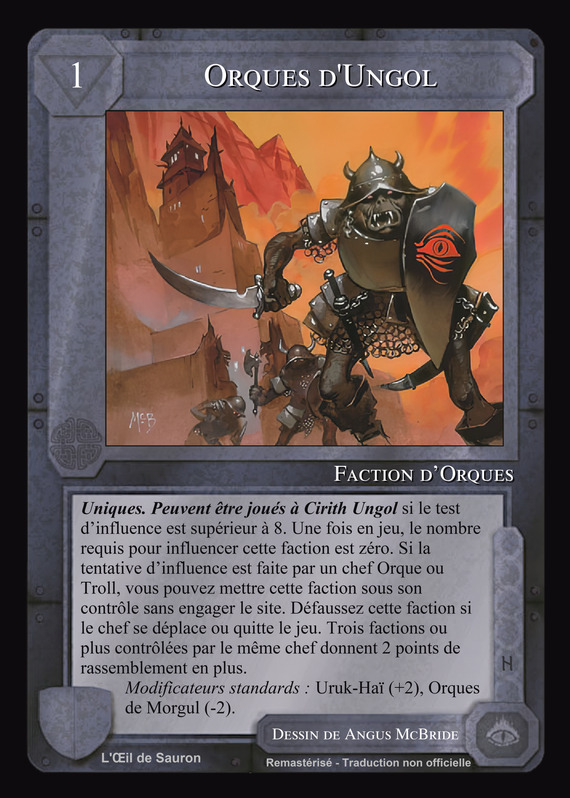 1
Orques d'Ungol
McB
Faction d'Orques
Uniques. Peuvent être joués à Cirith Ungol si le test
d'influence est supérieur à 8. Une fois en jeu, le nombre
requis pour influencer cette faction est zéro. Si la
tentative d'influence est faite par un chef Orque ou
Troll, vous pouvez mettre cette faction sous son
contrôle sans engager le site. Défaussez cette faction si
le chef se déplace ou quitte le jeu. Trois factions ou
plus contrôlées par le même chef donnent 2 points de
rassemblement en plus.
Modificateurs standards : Uruk-Haï (+2), Orques
de Morgul (-2).
Dessin de Angus McBride
L'Œil de Sauron
Remastérisé - Traduction non officielle